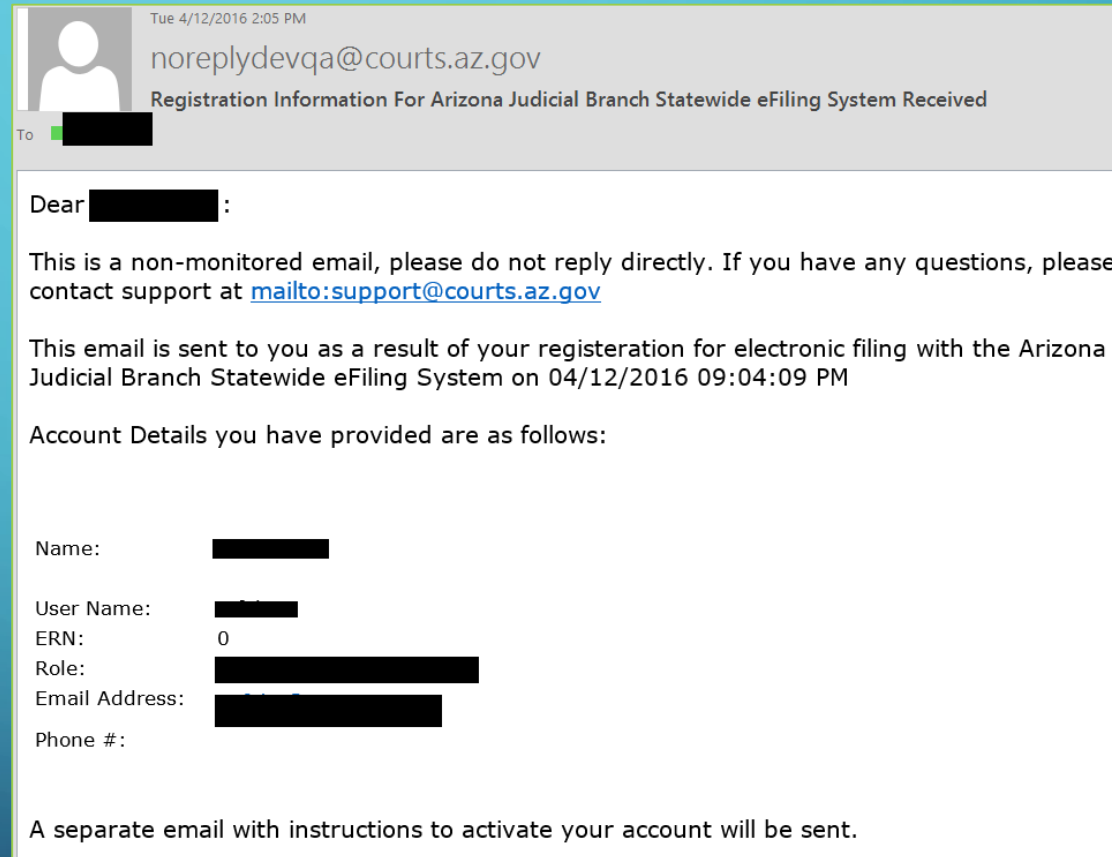 Tue 4/12/2016 2:05 PM
noreplydevqa@courts.az.gov
Registration Information For Arizona Judicial Branch Statewide eFiling System Received
To
Dear :
This is a non-monitored email, please do not reply directly. If you have any questions, please
contact support at mailto:support@courts.az.gov
This email is sent to you as a result of your registeration for electronic filing with the Arizona
Judicial Branch Statewide eFiling System on 04/12/2016 09:04:09 PM
Account Details you have provided are as follows:
Name:
User Name:
ERN: 0
Role:
Email Address:
Phone #:
A separate email with instructions to activate your account will be sent.